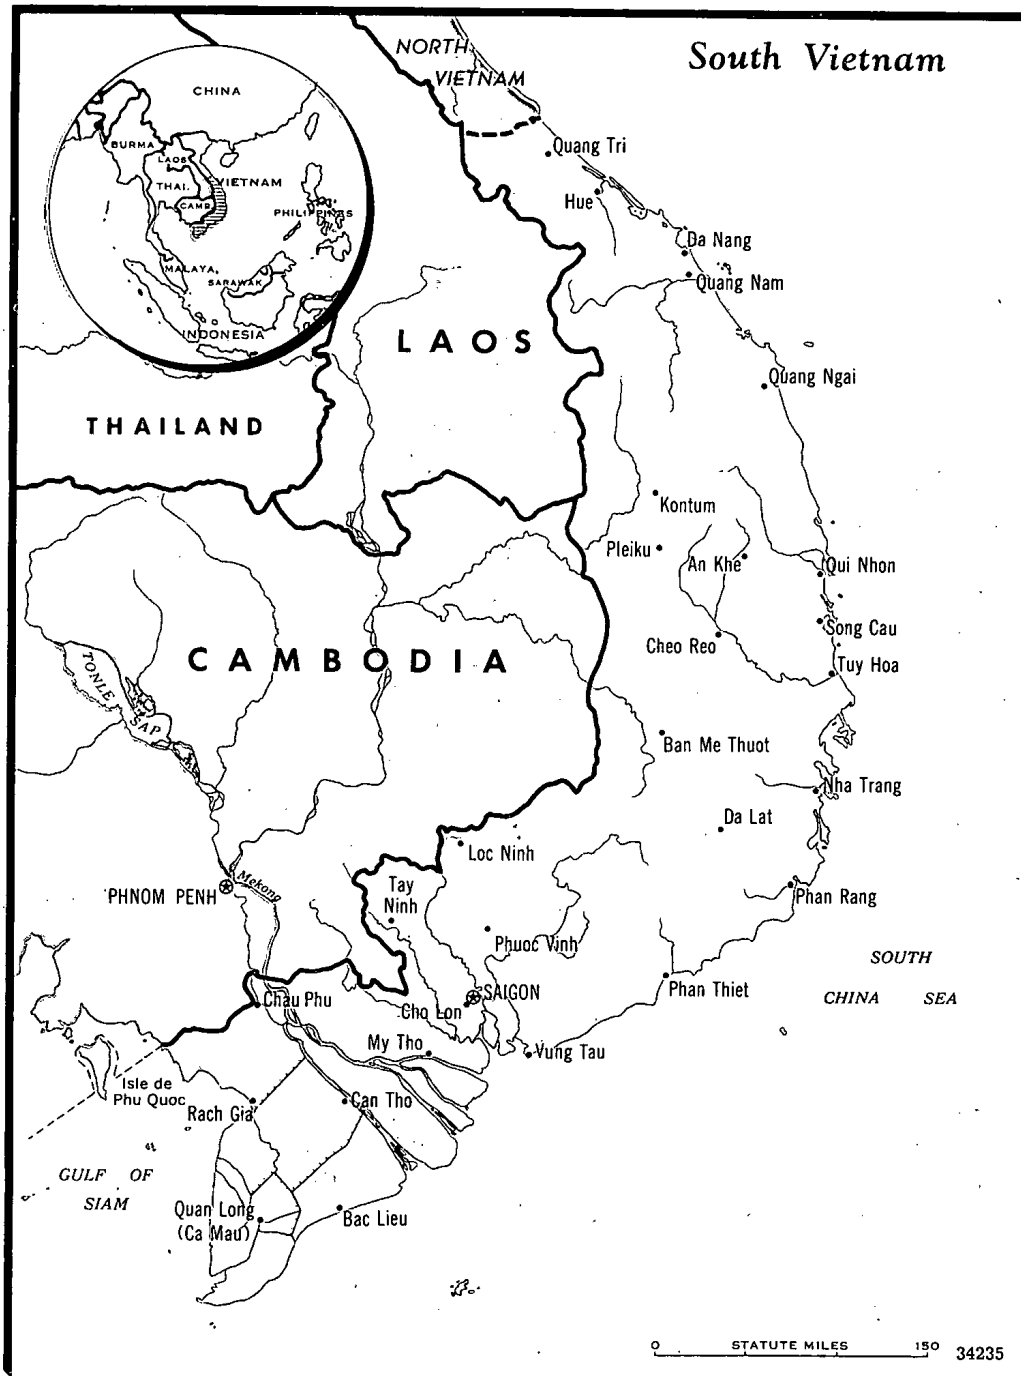 South Vietnam
NORTH
VIETNAM
CHINA
BURMA
LAOS
THAI.
VIETNAM
CAMB.
PHILIPPINES
MALAYA
SARAWAK
INDONESIA
Quang Tri
Hue
Da Nang
Quang Nam
LAOS
Quang Ngai
THAILAND
Kontum
Pleiku
An Khe
Qui Nhon
Song Cau
Cheo Reo
Tuy Hoa
CAMBODIA
TONLE
SAP
Ban Me Thuot
Nha Trang
Da Lat
Loc Ninh
Mekong
PHNOM PENH
Tay
Ninh
Phan Rang
Phuoc Vinh
SOUTH
CHINA SEA
Phan Thiet
SAIGON
Chau Phu
Cho Lon
My Tho
Vung Tau
Isle de
Phu Quoc
Rach Gia
Can Tho
GULF OF
SIAM
Quan Long
(Ca Mau)
Bac Lieu
0 STATUTE MILES 150
34235